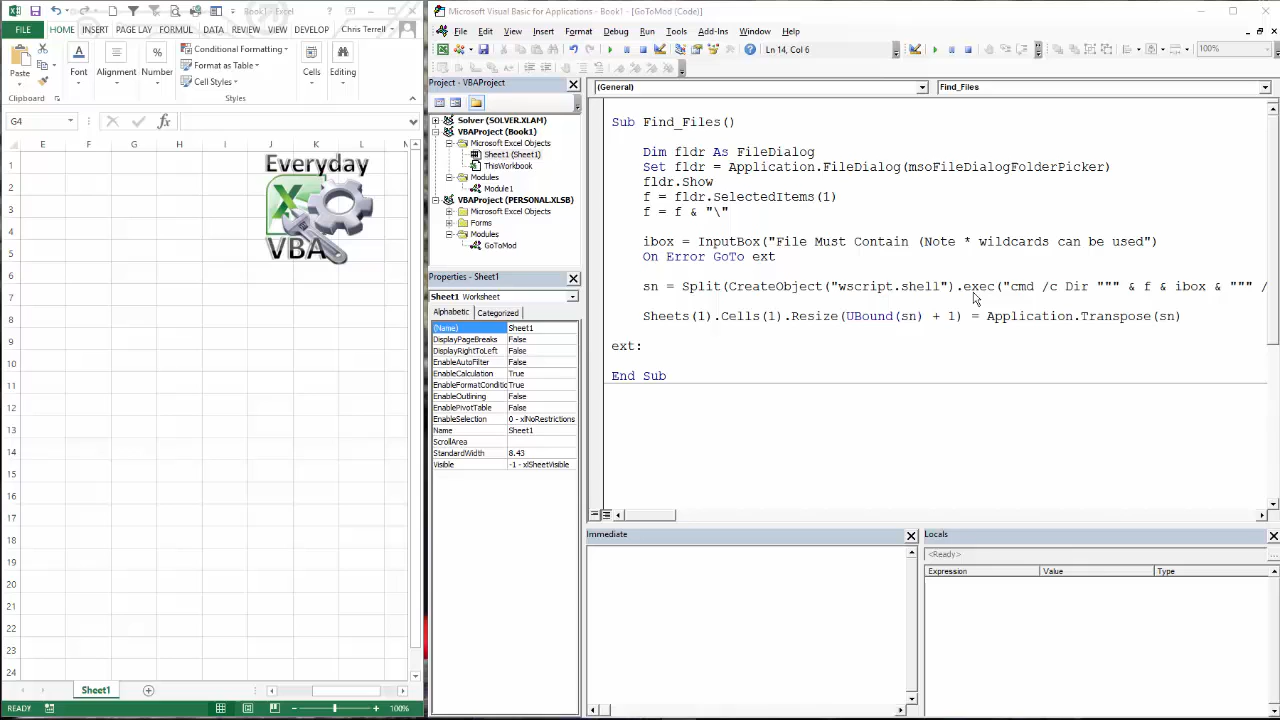 Book1 - Excel
FILE HOME INSERT PAGE LAY FORMULAS DATA REVIEW VIEW DEVELOP Chris Terrell
Paste
Clipboard
Font
Alignment
Number
Conditional Formatting
Format as Table
Cell Styles
Styles
Cells
Editing
G4
fx
E F G H I J K L
1
2
3
4
5
6
7
8
9
10
11
12
13
14
15
16
17
18
19
20
21
22
23
24
Everyday
VBA
Sheet1
READY
100%
Microsoft Visual Basic for Applications - Book1 - [GoToMod (Code)]
File Edit View Insert Format Debug Run Tools Add-Ins Window Help
Ln 14, Col 6
100%
Project - VBAProject
Solver (SOLVER.XLAM)
VBAProject (Book1)
Microsoft Excel Objects
Sheet1 (Sheet1)
ThisWorkbook
Modules
Module1
VBAProject (PERSONAL.XLSB)
Microsoft Excel Objects
Forms
Modules
GoToMod
Properties - Sheet1
Sheet1 Worksheet
Alphabetic Categorized
(Name) Sheet1
DisplayPageBreaks False
DisplayRightToLeft False
EnableAutoFilter False
EnableCalculation True
EnableFormatConditic True
EnableOutlining False
EnablePivotTable False
EnableSelection 0 - xlNoRestrictions
Name Sheet1
ScrollArea
StandardWidth 8.43
Visible -1 - xlSheetVisible
(General) Find_Files
Sub Find_Files()
Dim fldr As FileDialog
Set fldr = Application.FileDialog(msoFileDialogFolderPicker)
fldr.Show
f = fldr.SelectedItems(1)
f = f & "\"
ibox = InputBox("File Must Contain (Note * wildcards can be used")
On Error GoTo ext
sn = Split(CreateObject("wscript.shell").exec("cmd /c Dir """ & f & ibox & """ /
Sheets(1).Cells(1).Resize(UBound(sn) + 1) = Application.Transpose(sn)
ext:
End Sub
Immediate
Locals
<Ready>
Expression Value Type